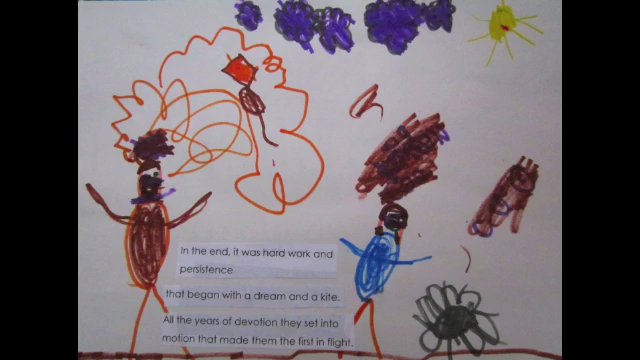 In the end, it was hard work and
persistence
that began with a dream and a kite.
All the years of devotion they set into
motion that made them the first in flight.